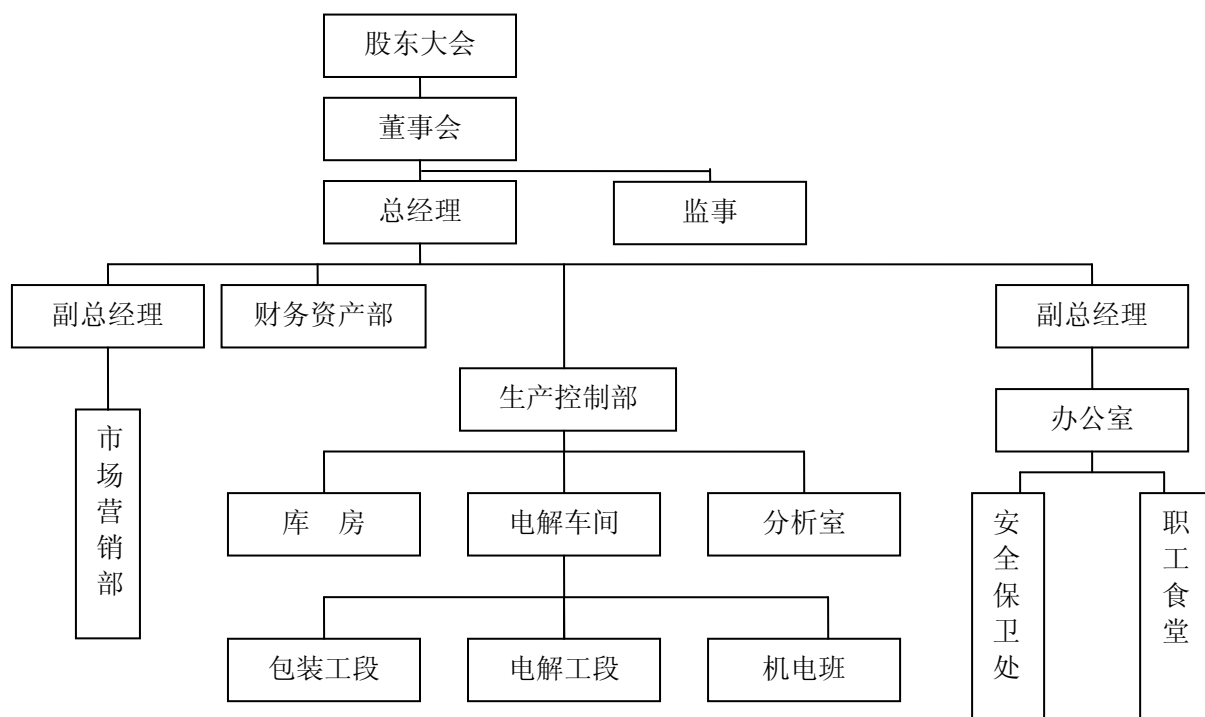 股东大会
董事会
总经理
监事
副总经理
财务资产部
副总经理
生产控制部
办公室
市场营销部
库 房
电解车间
分析室
安全保卫处
职工食堂
包装工段
电解工段
机电班